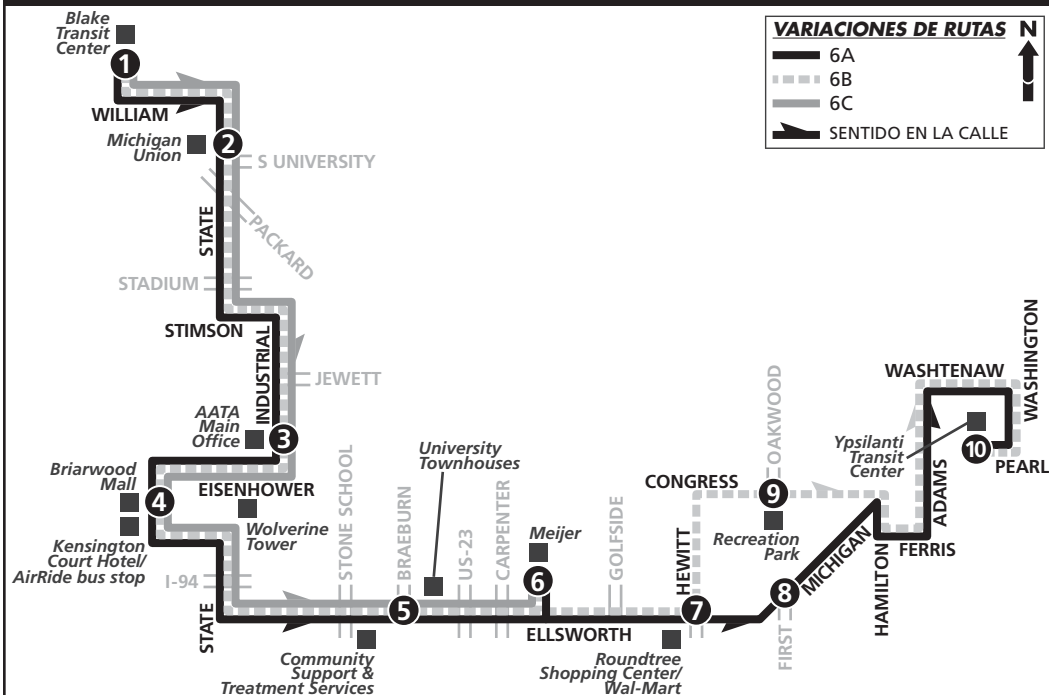 Blake
Transit
Center
1
WILLIAM
Michigan
Union
2
S UNIVERSITY
STATE
PACKARD
STADIUM
STIMSON
INDUSTRIAL
JEWETT
AATA
Main
Office
3
Briarwood
Mall
4
EISENHOWER
Kensington
Court Hotel/
AirRide bus stop
Wolverine
Tower
I-94
STATE
STONE SCHOOL
BRAEBURN
5
University
Townhouses
US-23
CARPENTER
Meijer
6
Community
Support &
Treatment Services
ELLSWORTH
GOLFSIDE
HEWITT
7
Roundtree
Shopping Center/
Wal-Mart
CONGRESS
OAKWOOD
9
Recreation
Park
8
FIRST
MICHIGAN
HAMILTON
FERRIS
ADAMS
WASHTENAW
WASHINGTON
Ypsilanti
Transit
Center
10
PEARL
VARIACIONES DE RUTAS
N
6A
6B
6C
SENTIDO EN LA CALLE